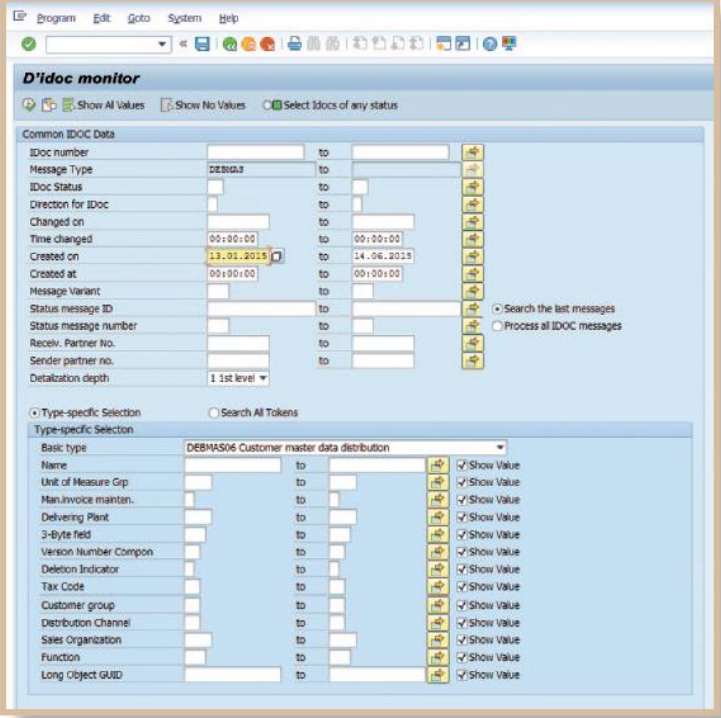 Program Edit Goto System Help
D'idoc monitor
Show All Values Show No Values Select Idocs of any status
Common IDOC Data
IDoc number to
Message Type DEBMAS to
IDoc Status to
Direction for IDoc to
Changed on to
Time changed 00:00:00 to 00:00:00
Created on 13.01.2015 to 14.06.2015
Created at 00:00:00 to 00:00:00
Message Variant to
Status message ID to Search the last messages
Status message number to Process all IDOC messages
Receiv. Partner No. to
Sender partner no. to
Detalization depth 1 1st level
Type-specific Selection Search All Tokens
Type-specific Selection
Basic type DEBMAS06 Customer master data distribution
Name to Show Value
Unit of Measure Grp to Show Value
Man.invoice mainten. to Show Value
Delivering Plant to Show Value
3-Byte field to Show Value
Version Number Compon to Show Value
Deletion Indicator to Show Value
Tax Code to Show Value
Customer group to Show Value
Distribution Channel to Show Value
Sales Organization to Show Value
Function to Show Value
Long Object GUID to Show Value